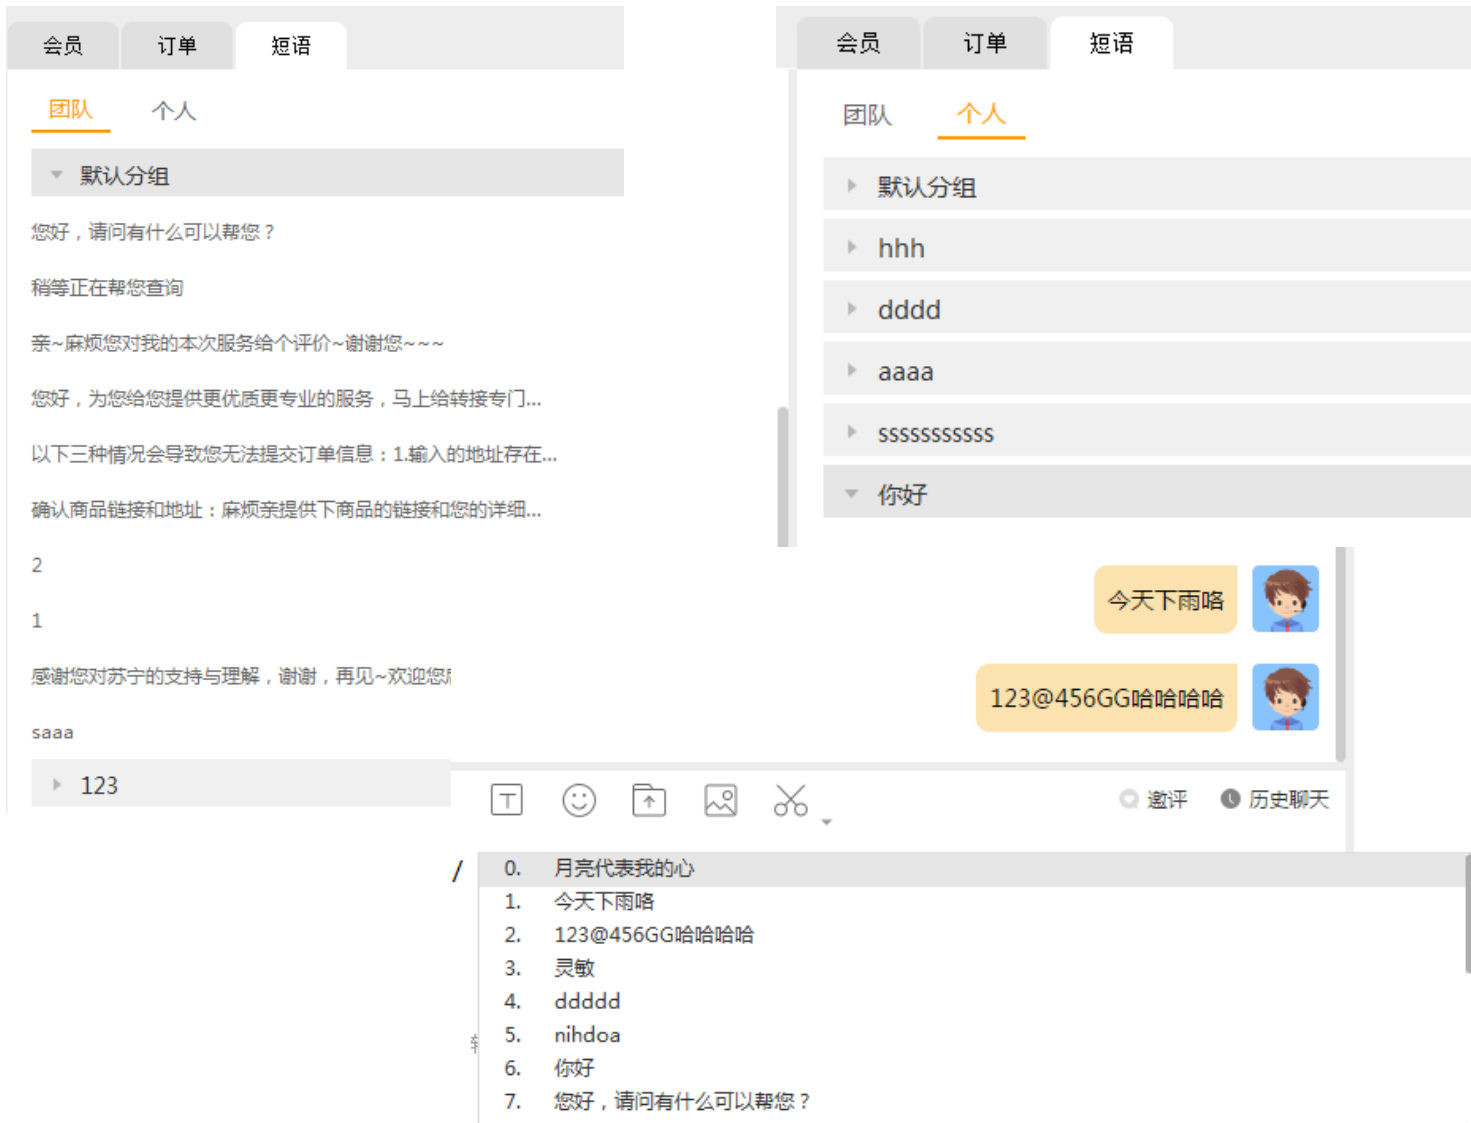 会员 订单 短语
团队 个人
默认分组
您好，请问有什么可以帮您？
稍等正在帮您查询
亲~麻烦您对我的本次服务给个评价~谢谢您~~~
您好，为您给您提供更优质更专业的服务，马上给转接专门...
以下三种情况会导致您无法提交订单信息：1.输入的地址存在...
确认商品链接和地址：麻烦亲提供下商品的链接和您的详细...
2
1
感谢您对苏宁的支持与理解，谢谢，再见~欢迎您
saaa
123
会员 订单 短语
团队 个人
默认分组
hhh
dddd
aaaa
sssssssssss
你好
今天下雨咯
123@456GG哈哈哈哈
邀评 历史聊天
/
0. 月亮代表我的心
1. 今天下雨咯
2. 123@456GG哈哈哈哈
3. 灵敏
4. ddddd
5. nihdoa
6. 你好
7. 您好，请问有什么可以帮您？